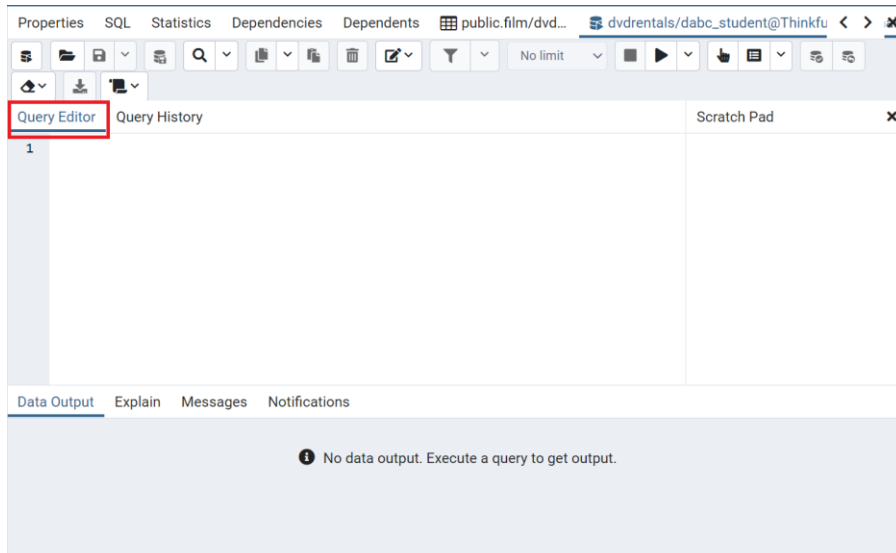 Properties SQL Statistics Dependencies Dependents public.film/dvd... dvdrentals/dabc_student@Thinkfu
No limit
Query Editor Query History Scratch Pad
1
Data Output Explain Messages Notifications
No data output. Execute a query to get output.